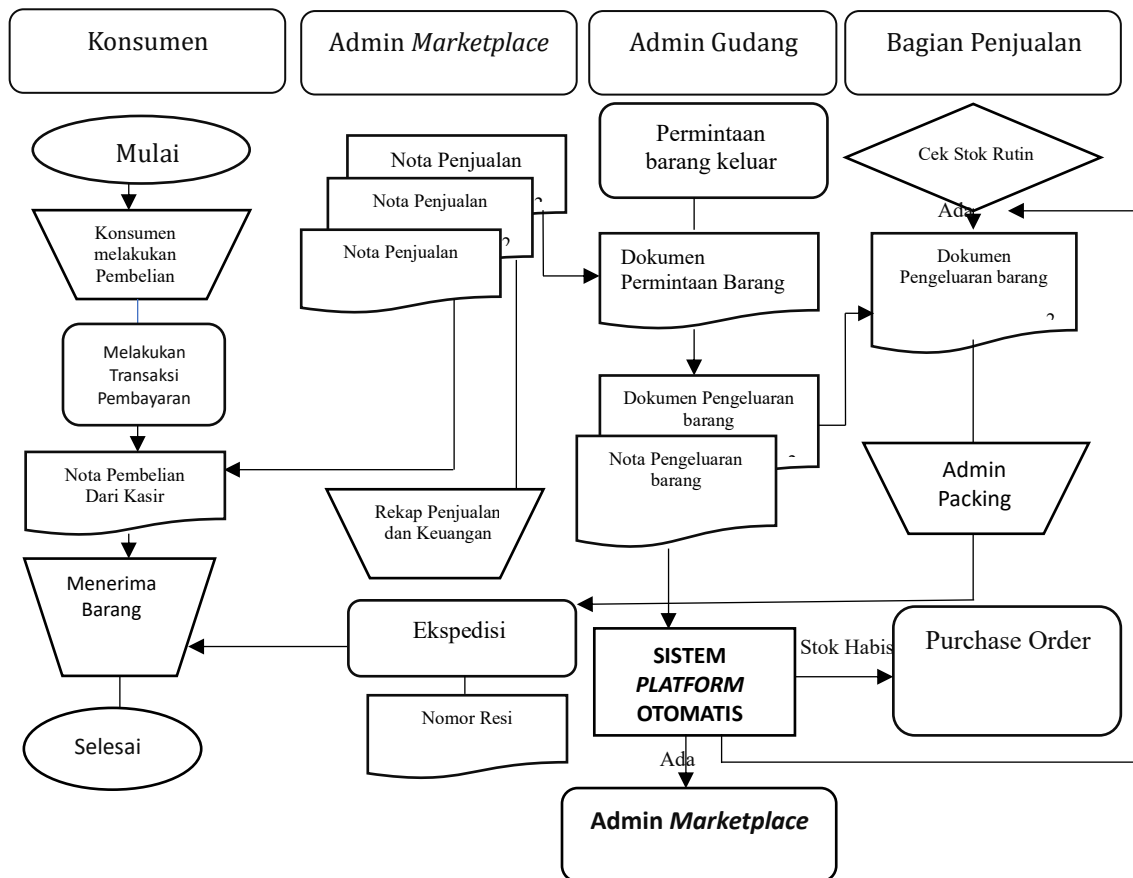 Konsumen
Admin Marketplace
Admin Gudang
Bagian Penjualan
Mulai
Konsumen
melakukan
Pembelian
Melakukan
Transaksi
Pembayaran
Nota Pembelian
Dari Kasir
Menerima
Barang
Selesai
Nota Penjualan
Nota Penjualan
2
Nota Penjualan
Rekap Penjualan
dan Keuangan
Ekspedisi
Nomor Resi
Permintaan
barang keluar
Dokumen
Permintaan Barang
Dokumen Pengeluaran
barang
Nota Pengeluaran
barang
SISTEM
PLATFORM
OTOMATIS
Ada
Admin Marketplace
Cek Stok Rutin
Ada
Dokumen
Pengeluaran barang
Admin
Packing
Stok Habis
Purchase Order